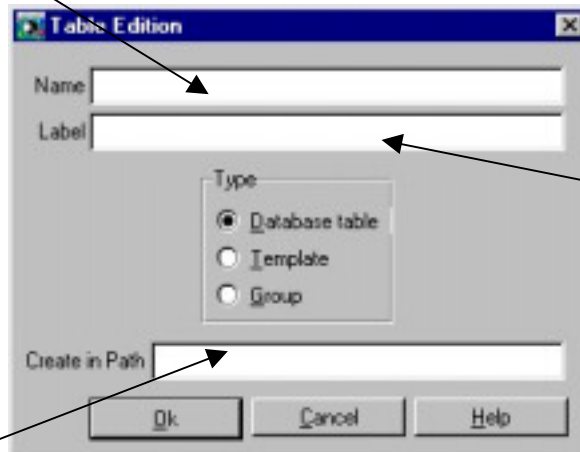 Table Edition
Name
Label
Type
Database table
Template
Group
Create in Path
Ok
Cancel
Help